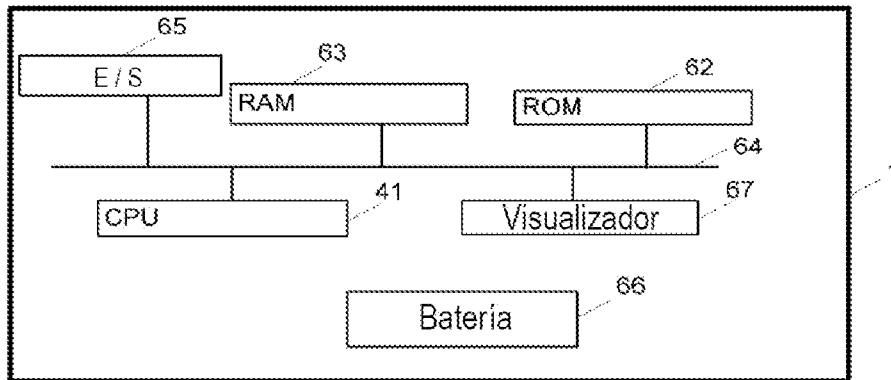 65
E / S
63
RAM
62
ROM
64
CPU
41
Visualizador
67
Batería
66